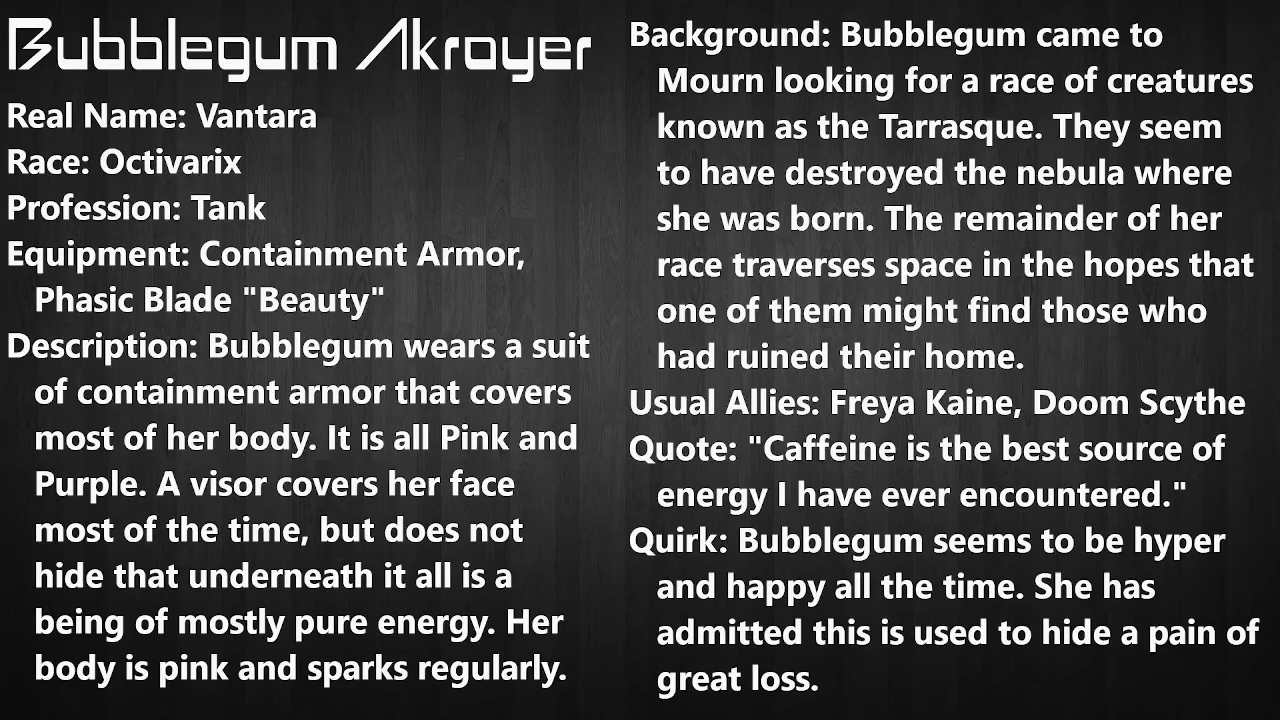 Bubblegum Akroyer
Real Name: Vantara
Race: Octivarix
Profession: Tank
Equipment: Containment Armor,
Phasic Blade "Beauty"
Description: Bubblegum wears a suit
of containment armor that covers
most of her body. It is all Pink and
Purple. A visor covers her face
most of the time, but does not
hide that underneath it all is a
being of mostly pure energy. Her
body is pink and sparks regularly.
Background: Bubblegum came to
Mourn looking for a race of creatures
known as the Tarrasque. They seem
to have destroyed the nebula where
she was born. The remainder of her
race traverses space in the hopes that
one of them might find those who
had ruined their home.
Usual Allies: Freya Kaine, Doom Scythe
Quote: "Caffeine is the best source of
energy I have ever encountered."
Quirk: Bubblegum seems to be hyper
and happy all the time. She has
admitted this is used to hide a pain of
great loss.